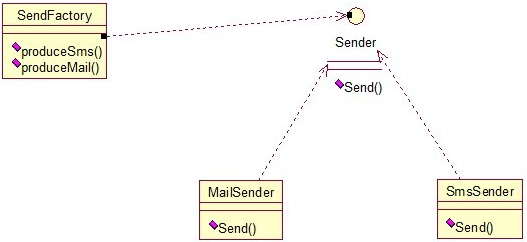 SendFactory
produceSms()
produceMail()
Sender
Send()
MailSender
Send()
SmsSender
Send()